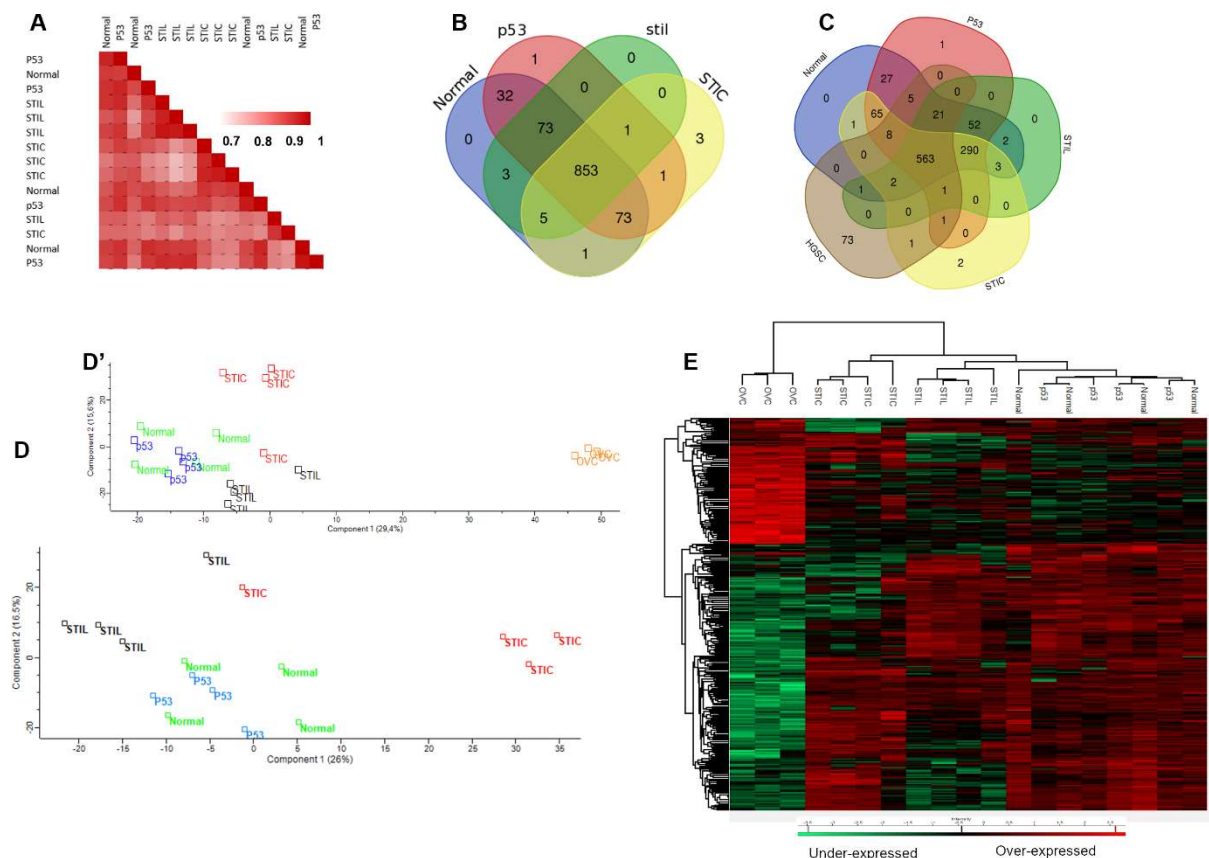 A
Normal P53 Normal P53 STIL STIL STIL STIC STIC STIC Normal p53 STIL STIC Normal P53
P53
Normal
P53
STIL
STIL
STIL
STIC
STIC
STIC
Normal
p53
STIL
STIC
Normal
P53
0.7 0.8 0.9 1
B
Normal p53 stil STIC
1 0
32 0 0
0 73 1 3
3 853 1
5 73
1
C
Normal P53 STIL STIC HGSC
1
27 0
0 5 0 0
65 21 52 0
1 8 2
0 563 290 3
0 2
1 1 0
0 0 1 0
73 1
2
D'
Component 2 (15,6%)
20
0
-20
STIC STIC STIC
Normal Normal
p53 p53 p53
Normal Normal STIC
p53
STIL STIL STIL STIL
OVC OVC
-20 -10 0 10 20 30 40 50
Component 1 (29,4%)
D
Component 2 (16,5%)
20
0
-20
STIL
STIC
STIL STIL STIL
STIC STIC STIC
Normal Normal
P53 P53 P53
Normal P53 Normal
-20 -15 -10 -5 0 5 10 15 20 25 30 35
Component 1 (26%)
E
OVC OVC OVC STIC STIC STIC STIC STIL STIL STIL STIL Normal p53 Normal p53 p53 Normal p53 Normal
Intensity
Under-expressed Over-expressed